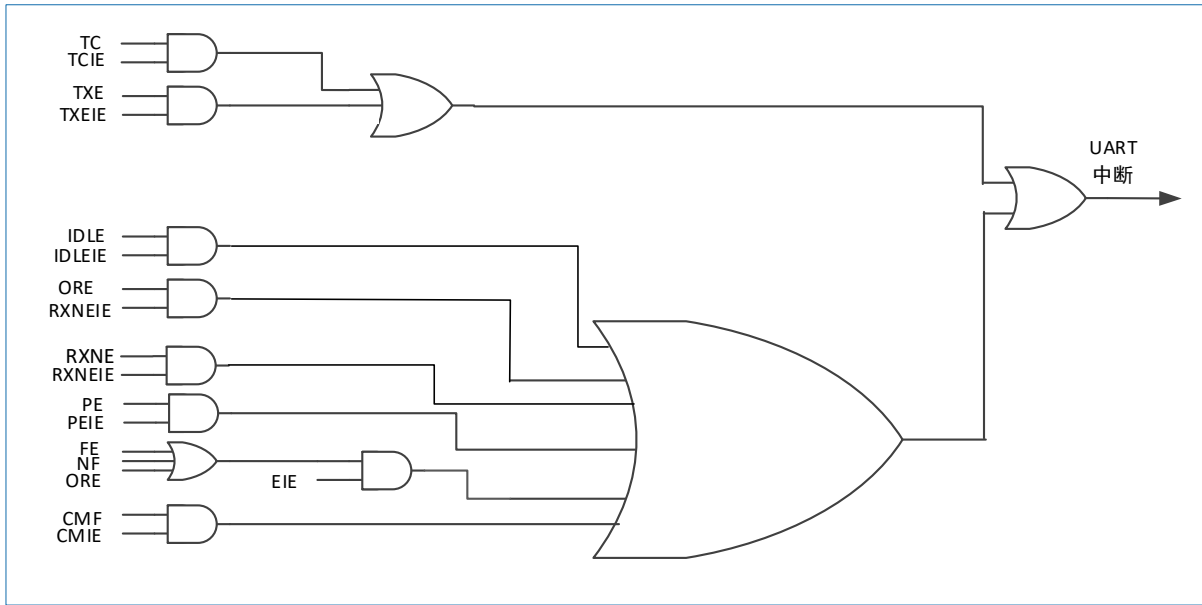 TC
TCIE
TXE
TXEIE
UART
中断
IDLE
IDLEIE
ORE
RXNEIE
RXNE
RXNEIE
PE
PEIE
FE
NF
ORE
EIE
CMF
CMIE